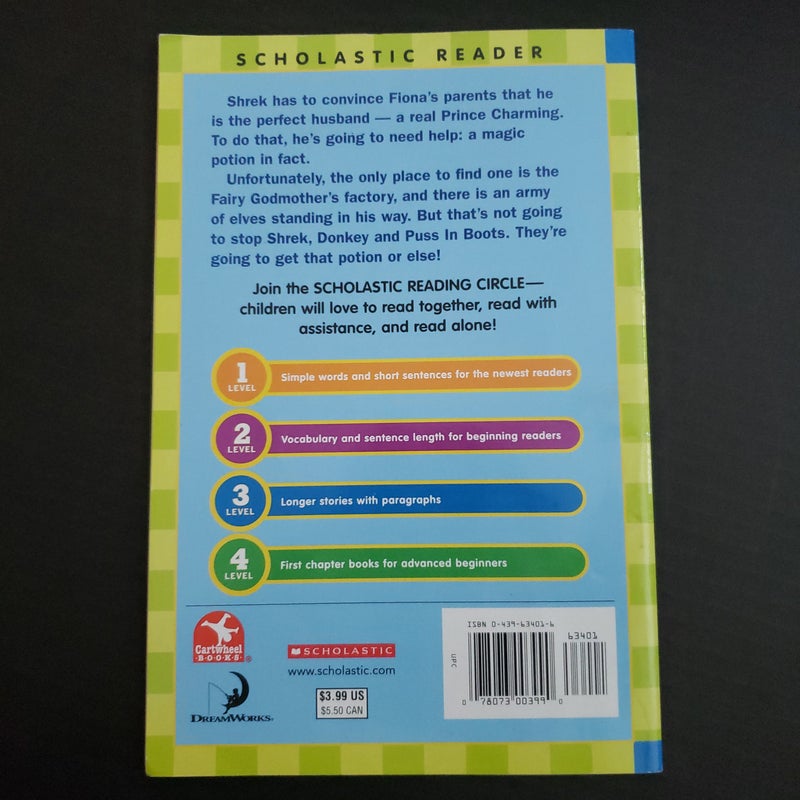 SCHOLASTIC READER
Shrek has to convince Fiona's parents that he
is the perfect husband — a real Prince Charming.
To do that, he's going to need help: a magic
potion in fact.
Unfortunately, the only place to find one is the
Fairy Godmother's factory, and there is an army
of elves standing in his way. But that's not going
to stop Shrek, Donkey and Puss In Boots. They're
going to get that potion or else!
Join the SCHOLASTIC READING CIRCLE—
children will love to read together, read with
assistance, and read alone!
1
LEVEL
Simple words and short sentences for the newest readers
2
LEVEL
Vocabulary and sentence length for beginning readers
3
LEVEL
Longer stories with paragraphs
4
LEVEL
First chapter books for advanced beginners
Cartwheel
·BOOKS·®
SCHOLASTIC
www.scholastic.com
DREAMWORKS®
$3.99 US
$5.50 CAN
ISBN 0-439-63401-6
63401
UPC
0 78073 00399 0